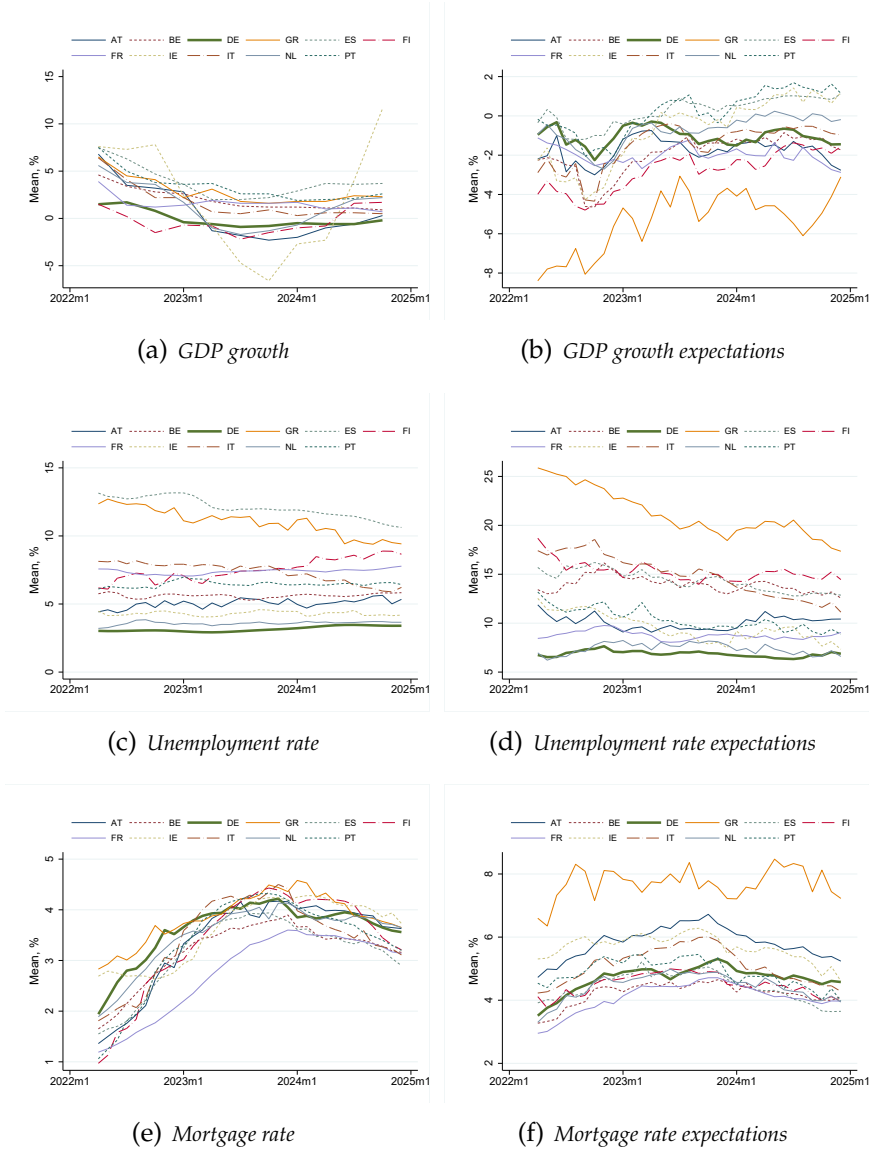 AT BE DE GR ES FI
FR IE IT NL PT
Mean, %
15
10
5
0
-5
2022m1 2023m1 2024m1 2025m1
(a) GDP growth
AT BE DE GR ES FI
FR IE IT NL PT
Mean, %
2
0
-2
-4
-6
-8
2022m1 2023m1 2024m1 2025m1
(b) GDP growth expectations
AT BE DE GR ES FI
FR IE IT NL PT
Mean, %
15
10
5
0
2022m1 2023m1 2024m1 2025m1
(c) Unemployment rate
AT BE DE GR ES FI
FR IE IT NL PT
Mean, %
25
20
15
10
5
2022m1 2023m1 2024m1 2025m1
(d) Unemployment rate expectations
AT BE DE GR ES FI
FR IE IT NL PT
Mean, %
5
4
3
2
1
2022m1 2023m1 2024m1 2025m1
(e) Mortgage rate
AT BE DE GR ES FI
FR IE IT NL PT
Mean, %
8
6
4
2
2022m1 2023m1 2024m1 2025m1
(f) Mortgage rate expectations